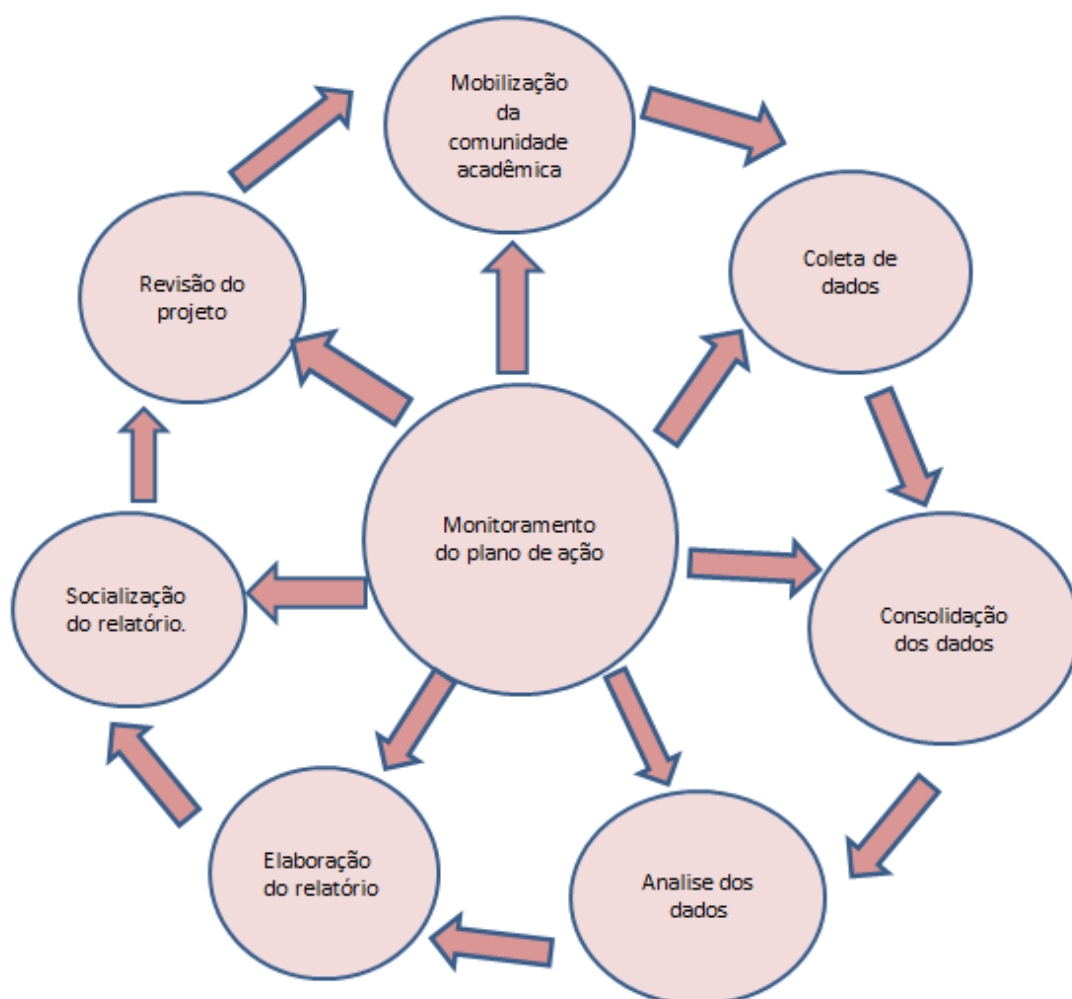 Mobilização
da
comunidade
acadêmica
Coleta de
dados
Consolidação
dos dados
Analise dos
dados
Elaboração
do relatório
Socialização
do relatório.
Revisão do
projeto
Monitoramento
do plano de ação